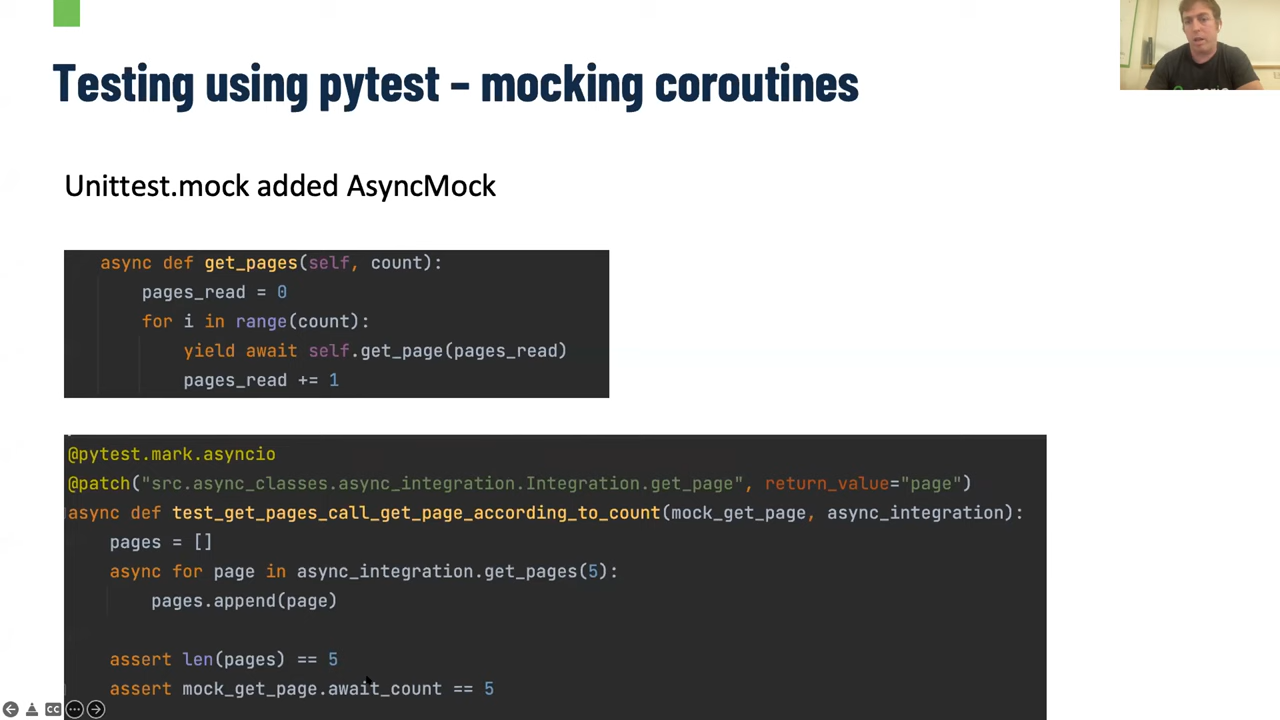 Testing using pytest – mocking coroutines
Unittest.mock added AsyncMock
async def get_pages(self, count):
pages_read = 0
for i in range(count):
yield await self.get_page(pages_read)
pages_read += 1
@pytest.mark.asyncio
@patch("src.async_classes.async_integration.Integration.get_page", return_value="page")
async def test_get_pages_call_get_page_according_to_count(mock_get_page, async_integration):
pages = []
async for page in async_integration.get_pages(5):
pages.append(page)
assert len(pages) == 5
assert mock_get_page.await_count == 5
CC